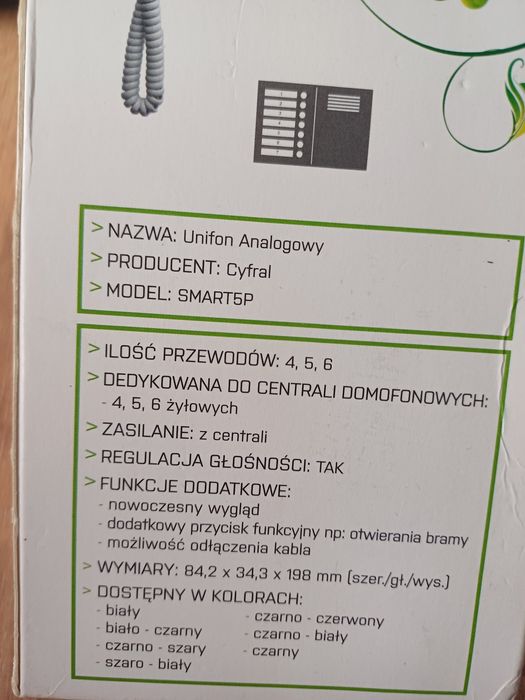 > NAZWA: Unifon Analogowy
> PRODUCENT: Cyfral
> MODEL: SMART5P
> ILOŚĆ PRZEWODÓW: 4, 5, 6
> DEDYKOWANA DO CENTRALI DOMOFONOWYCH:
- 4, 5, 6 żyłowych
> ZASILANIE: z centrali
> REGULACJA GŁOŚNOŚCI: TAK
> FUNKCJE DODATKOWE:
- nowoczesny wygląd
- dodatkowy przycisk funkcyjny np: otwierania bramy
- możliwość odłączenia kabla
> WYMIARY: 84,2 x 34,3 x 198 mm (szer./gł./wys.)
> DOSTĘPNY W KOLORACH:
- biały
- biało - czarny
- czarno - szary
- szaro - biały
- czarno - czerwony
- czarno - biały
- czarny